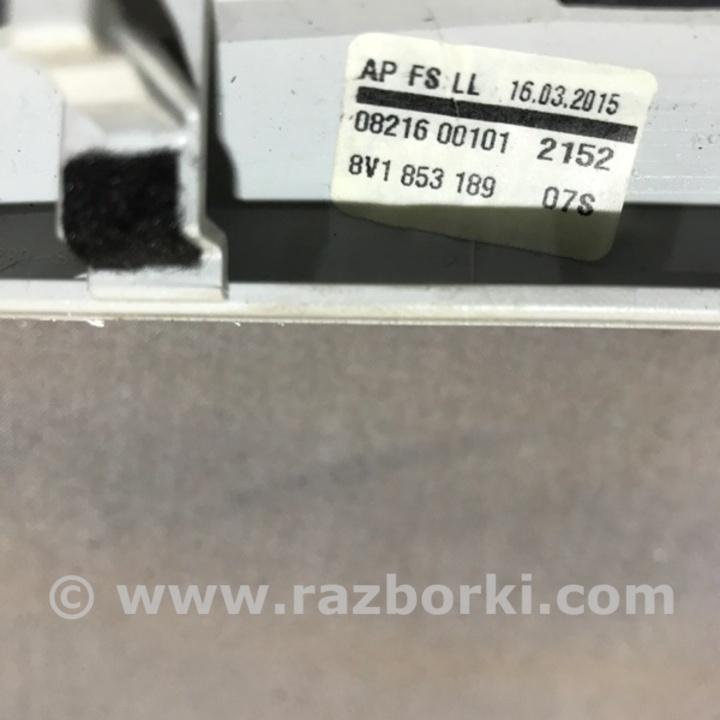 AP FS LL 16.03.2015
08216 00101 2152
8V1 853 189 07S
© www.razborki.com